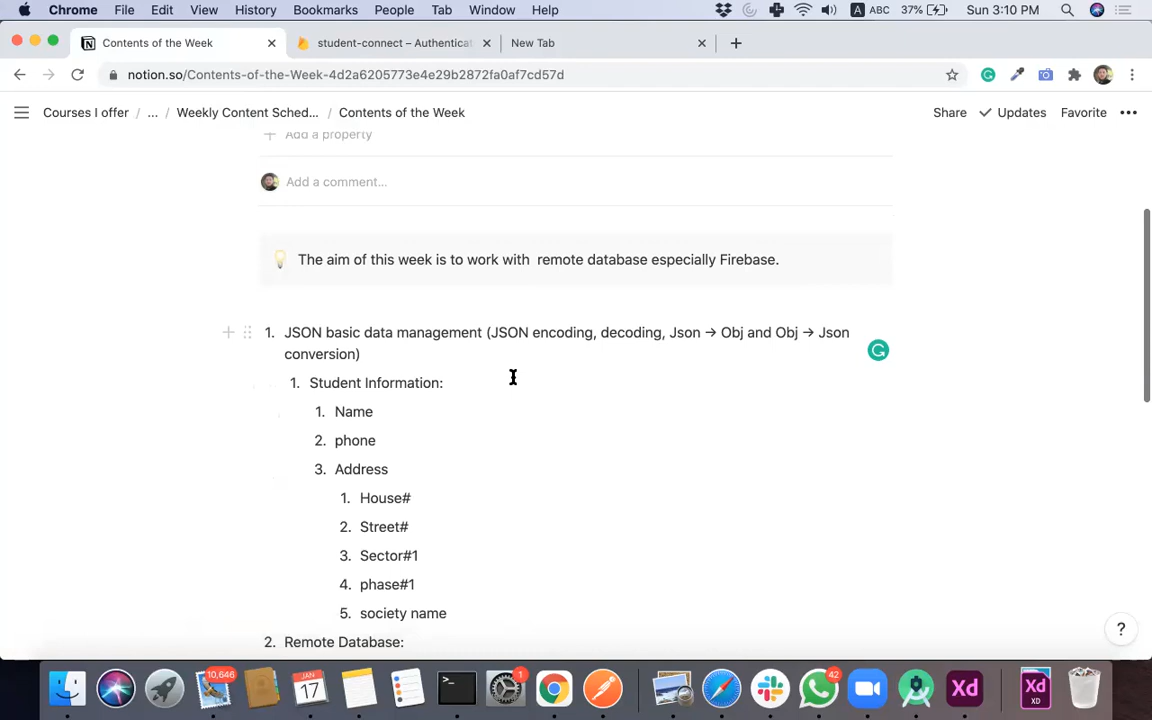 Chrome File Edit View History Bookmarks People Tab Window Help A ABC 37% Sun 3:10 PM
Contents of the Week student-connect – Authenticat New Tab
notion.so/Contents-of-the-Week-4d2a6205773e4e29b2872fa0af7cd57d
Courses I offer / ... / Weekly Content Sched... / Contents of the Week Share Updates Favorite
Add a property
Add a comment...
The aim of this week is to work with remote database especially Firebase.
1. JSON basic data management (JSON encoding, decoding, Json → Obj and Obj → Json
conversion)
1. Student Information:
1. Name
2. phone
3. Address
1. House#
2. Street#
3. Sector#1
4. phase#1
5. society name
2. Remote Database:
?
10,646
JAN
17
1
42
Xd
Xd
XD